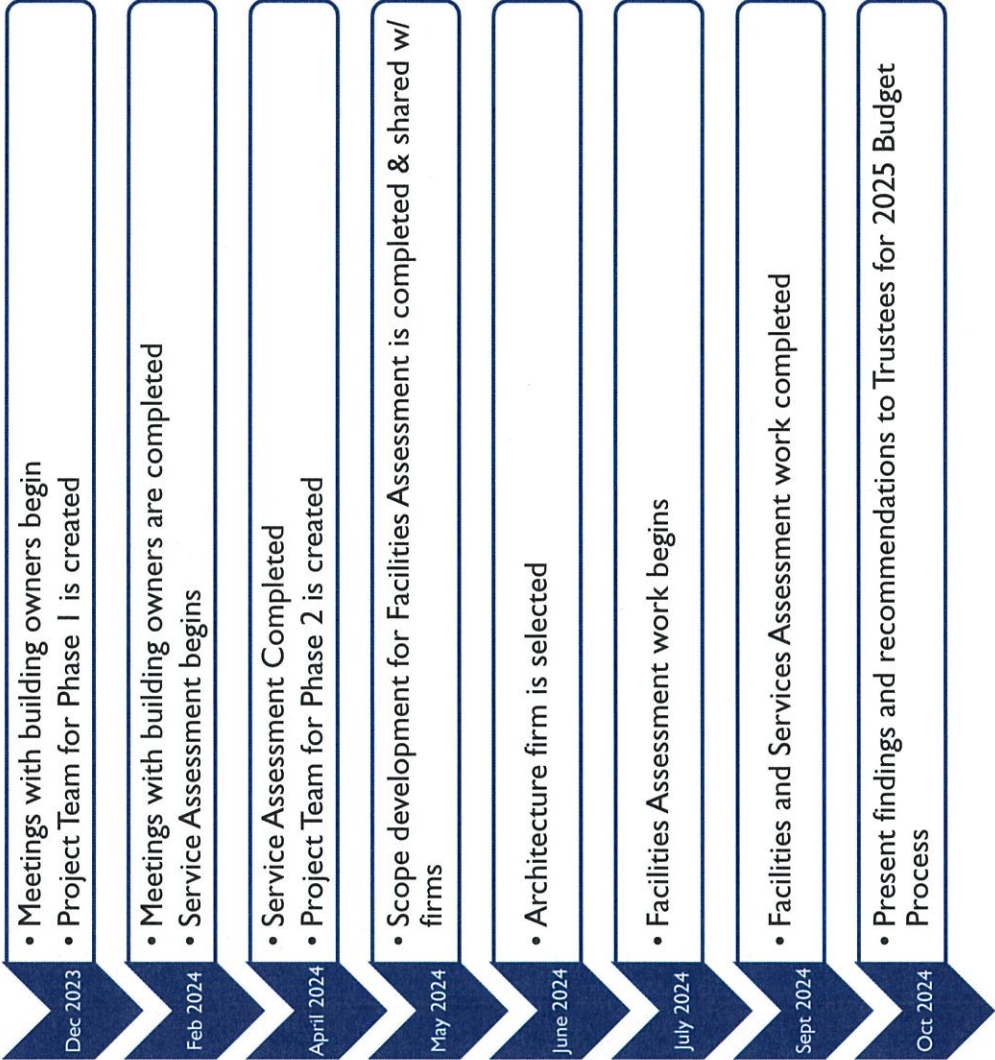 Dec 2023
• Meetings with building owners begin
• Project Team for Phase 1 is created
Feb 2024
• Meetings with building owners are completed
• Service Assessment begins
April 2024
• Service Assessment Completed
• Project Team for Phase 2 is created
May 2024
• Scope development for Facilities Assessment is completed & shared w/
firms
June 2024
• Architecture firm is selected
July 2024
• Facilities Assessment work begins
Sept 2024
• Facilities and Services Assessment work completed
Oct 2024
• Present findings and recommendations to Trustees for 2025 Budget
Process